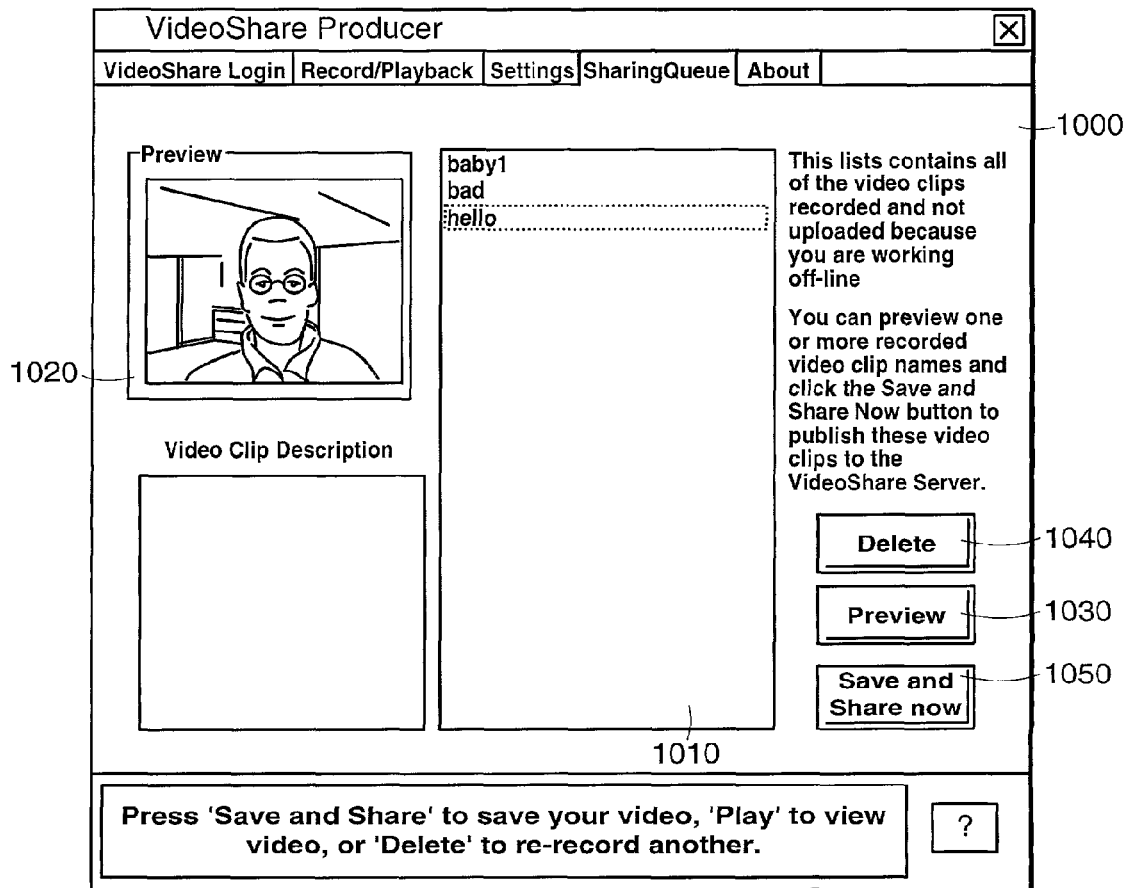 VideoShare Producer
VideoShare Login
Record/Playback
Settings
SharingQueue
About
1000
Preview
1020
Video Clip Description
baby1
bad
hello
1010
This lists contains all
of the video clips
recorded and not
uploaded because
you are working
off-line
You can preview one
or more recorded
video clip names and
click the Save and
Share Now button to
publish these video
clips to the
VideoShare Server.
Delete
1040
Preview
1030
Save and
Share now
1050
Press 'Save and Share' to save your video, 'Play' to view
video, or 'Delete' to re-record another.
?